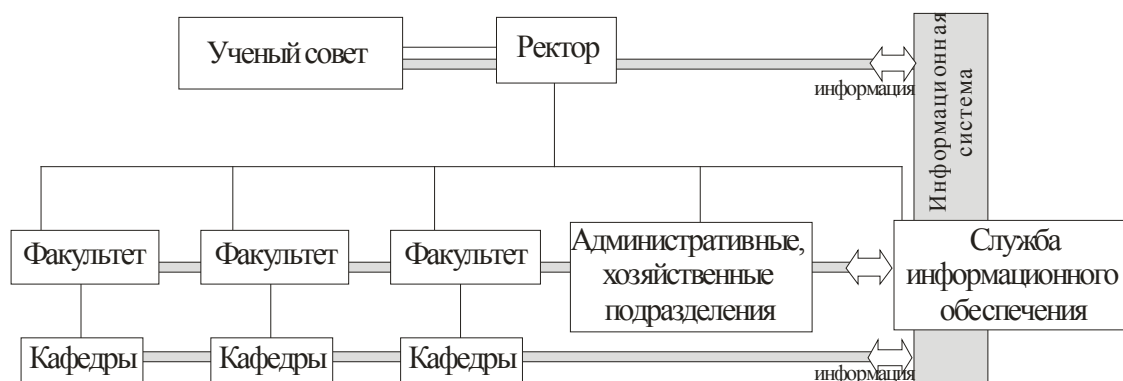 Ученый совет
Ректор
информация
Информационная
система
Факультет
Факультет
Факультет
Административные,
хозяйственные
подразделения
Служба
информационного
обеспечения
Кафедры
Кафедры
Кафедры
информация